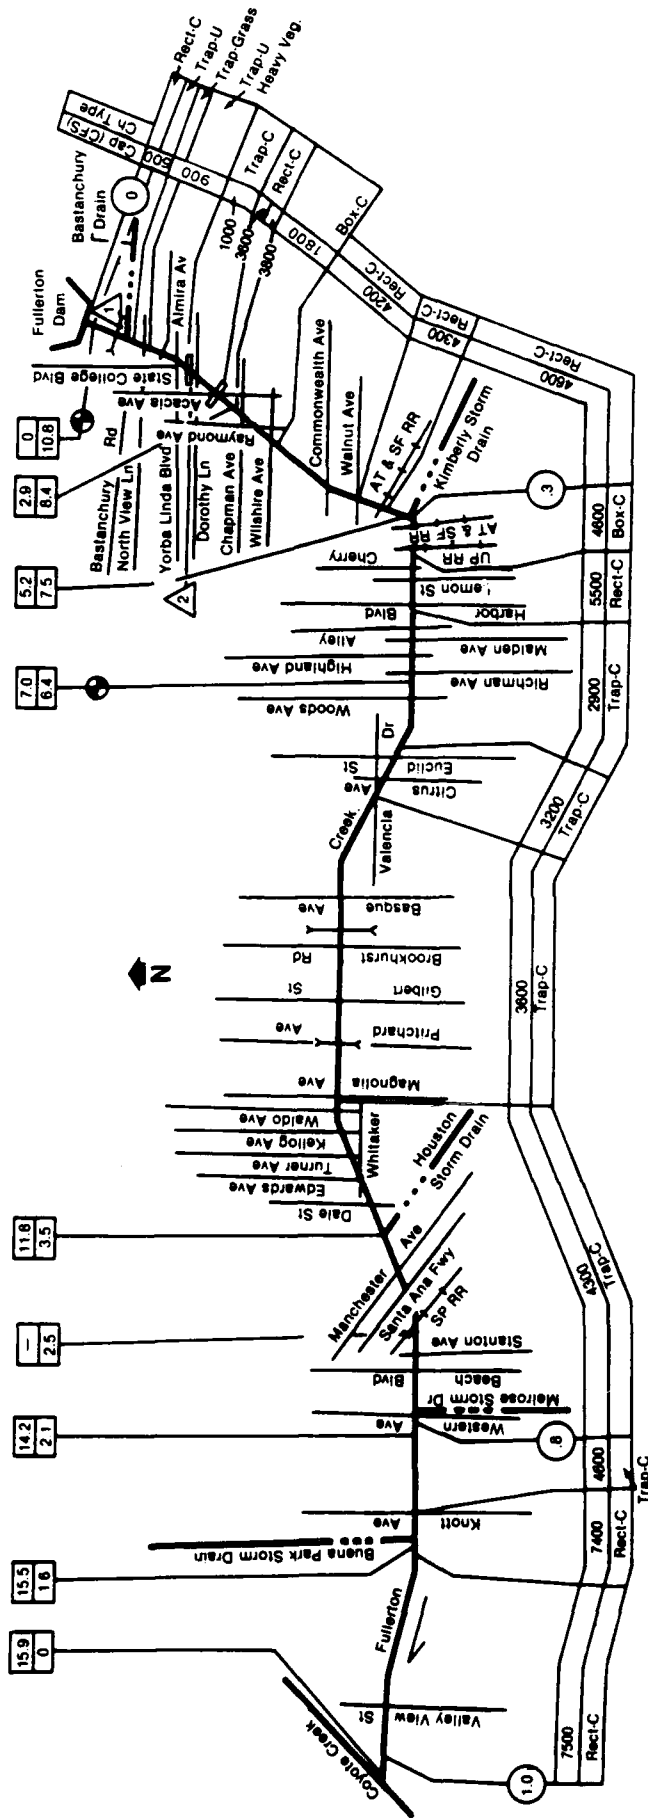 15.9
0
15.5
1.6
14.2
2.1
–
2.5
11.8
3.5
7.0
6.4
5.2
7.5
2.9
8.4
0
10.8
Coyote Creek
Valley View
St
Fullerton
Buena Park Storm Drain
Knott
Ave
Western
Ave
Melrose Storm Dr
Beach
Blvd
Stanton Ave
SP RR
Santa Ana Fwy
Manchester
Ave
Houston
Storm Drain
Dale St
Edwards Ave
Turner Ave
Kellog Ave
Waldo Ave
Whitaker
Magnolia
Ave
Pritchard
Ave
Gilbert
St
Brookhurst
Rd
Basque
Ave
N
Creek
Valencia
Dr
Citrus
Ave
Euclid
St
Woods Ave
Richman Ave
Highland Ave
Malden Ave
Alley
Harbor
Blvd
Lemon St
Cherry
UP RR
AT & SF
RR
Kimberly Storm
Drain
AT & SF RR
Walnut Ave
Commonwealth Ave
2
Wilshire Ave
Chapman Ave
Dorothy Ln
Yorba Linda Blvd
North View Ln
Bastanchury
Rd
Raymond Ave
Acacia Ave
State College Blvd
Almira Av
Fullerton
Dam
1
Bastanchury
Drain
0
Cap (CFS)
Ch Type
500
900
1000
3600
3800
1800
4200
4300
4600
Rect-C
Trap-U
Trap-Grass
Trap-U
Heavy Veg.
Trap-C
Rect-C
Box-C
Rect-C
Rect-C
Rect-C
.3
4600
Box-C
5500
Rect-C
2900
Trap-C
3200
Trap-C
3600
Trap-C
4300
Trap-C
.8
4600
Trap-C
7400
Rect-C
7500
Rect-C
1.0